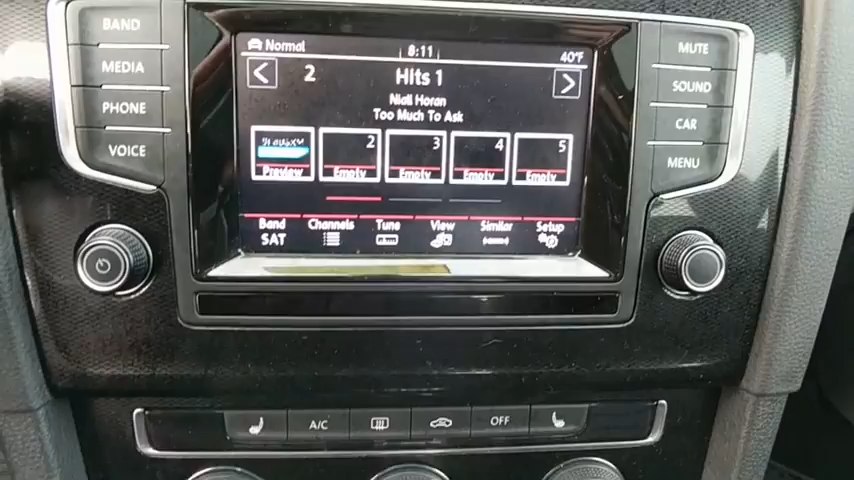 BAND
MEDIA
PHONE
VOICE
Normal
8:11
40°F
2
Hits 1
Niall Horan
Too Much To Ask
Preview
2
Empty
3
Empty
4
Empty
5
Empty
Band
SAT
Channels
Tune
View
Similar
Setup
MUTE
SOUND
CAR
MENU
A/C
OFF